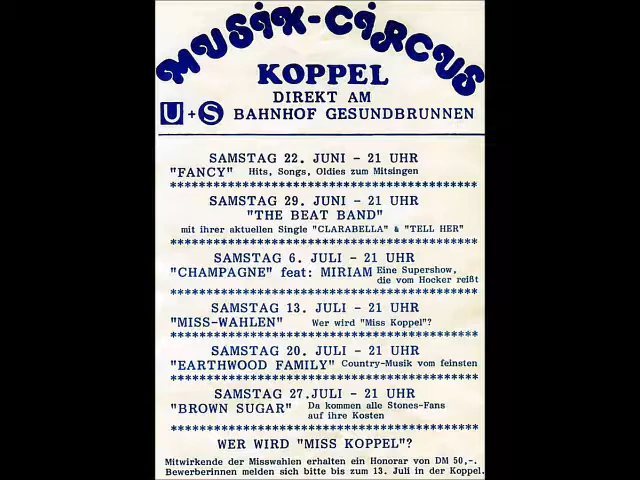 MUSIK-CIRCUS
KOPPEL
DIREKT AM
U + S BAHNHOF GESUNDBRUNNEN
SAMSTAG 22. JUNI - 21 UHR
"FANCY" Hits, Songs, Oldies zum Mitsingen
************************************
SAMSTAG 29. JUNI - 21 UHR
"THE BEAT BAND"
mit ihrer aktuellen Single "CLARABELLA" & "TELL HER"
************************************
SAMSTAG 6. JULI - 21 UHR
"CHAMPAGNE" feat: MIRIAM Eine Supershow,
die vom Hocker reißt
************************************
SAMSTAG 13. JULI - 21 UHR
"MISS-WAHLEN" Wer wird "Miss Koppel"?
************************************
SAMSTAG 20. JULI - 21 UHR
"EARTHWOOD FAMILY" Country-Musik vom feinsten
************************************
SAMSTAG 27.JULI - 21 UHR
"BROWN SUGAR" Da kommen alle Stones-Fans
auf ihre Kosten
************************************
WER WIRD "MISS KOPPEL"?
Mitwirkende der Misswahlen erhalten ein Honorar von DM 50,-.
Bewerberinnen melden sich bitte bis zum 13. Juli in der Koppel.